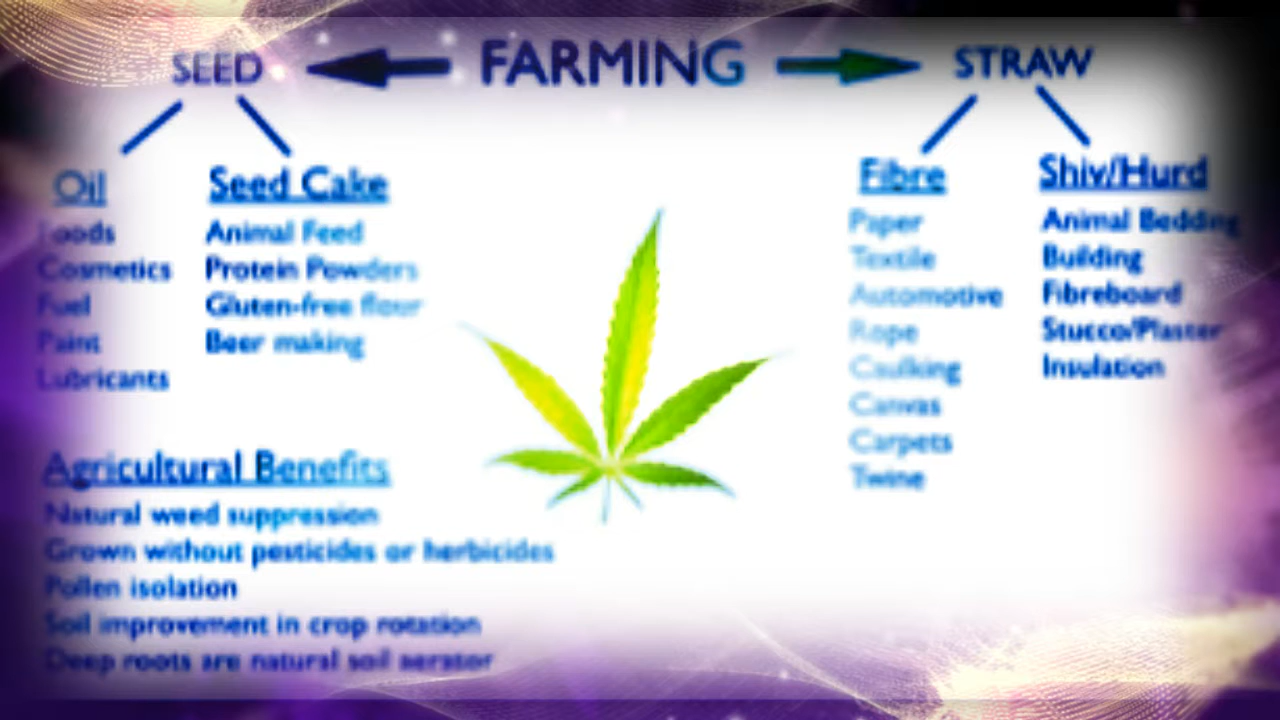 SEED
FARMING
STRAW
Oil
Foods
Cosmetics
Fuel
Paint
Lubricants
Seed Cake
Animal Feed
Protein Powders
Gluten-free flour
Beer making
Fibre
Paper
Textile
Automotive
Rope
Caulking
Canvas
Carpets
Twine
Shiv/Hurd
Animal Bedding
Building
Fibreboard
Stucco/Plaster
Insulation
Agricultural Benefits
Natural weed suppression
Grown without pesticides or herbicides
Pollen isolation
Soil improvement in crop rotation
Deep roots are natural soil aerator